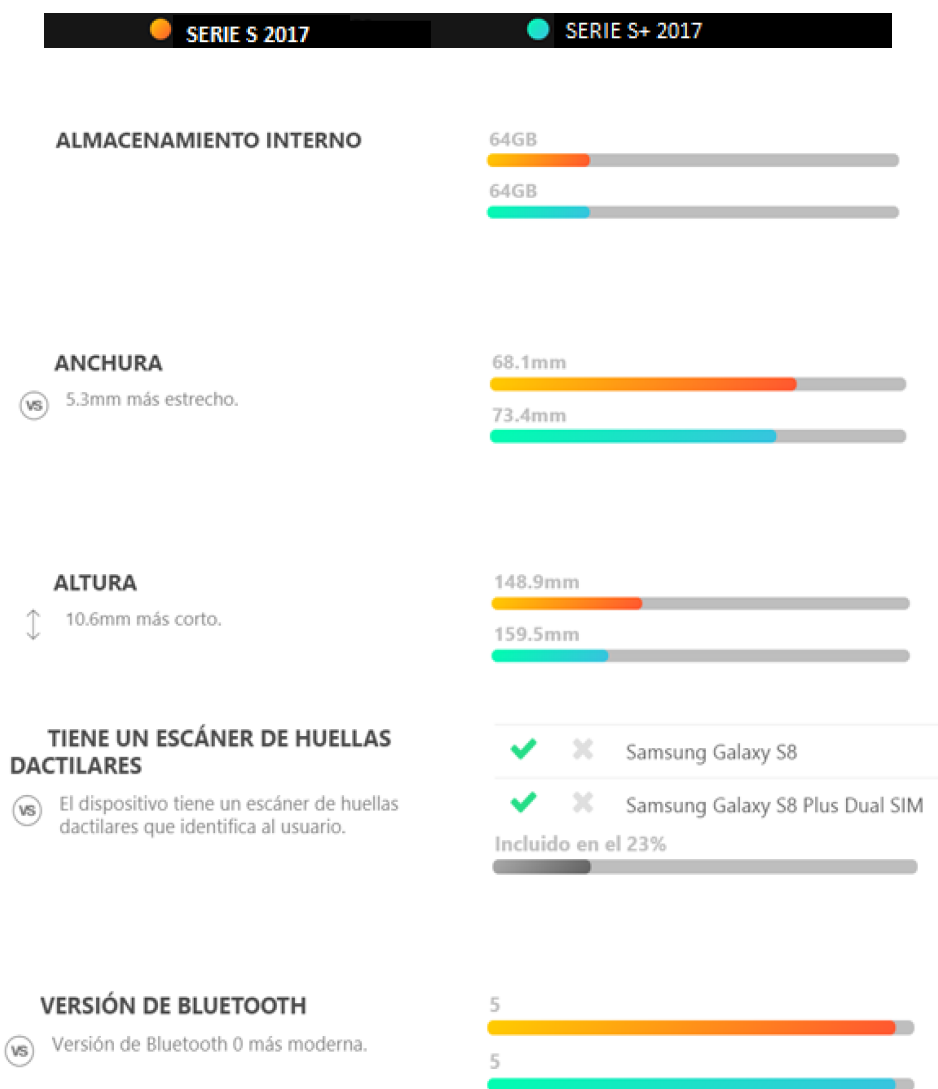 SERIE S 2017
SERIE S+ 2017
ALMACENAMIENTO INTERNO
64GB
64GB
ANCHURA
VS
5.3mm más estrecho.
68.1mm
73.4mm
ALTURA
10.6mm más corto.
148.9mm
159.5mm
TIENE UN ESCÁNER DE HUELLAS
DACTILARES
VS
El dispositivo tiene un escáner de huellas
dactilares que identifica al usuario.
Samsung Galaxy S8
Samsung Galaxy S8 Plus Dual SIM
Incluido en el 23%
VERSIÓN DE BLUETOOTH
VS
Versión de Bluetooth 0 más moderna.
5
5